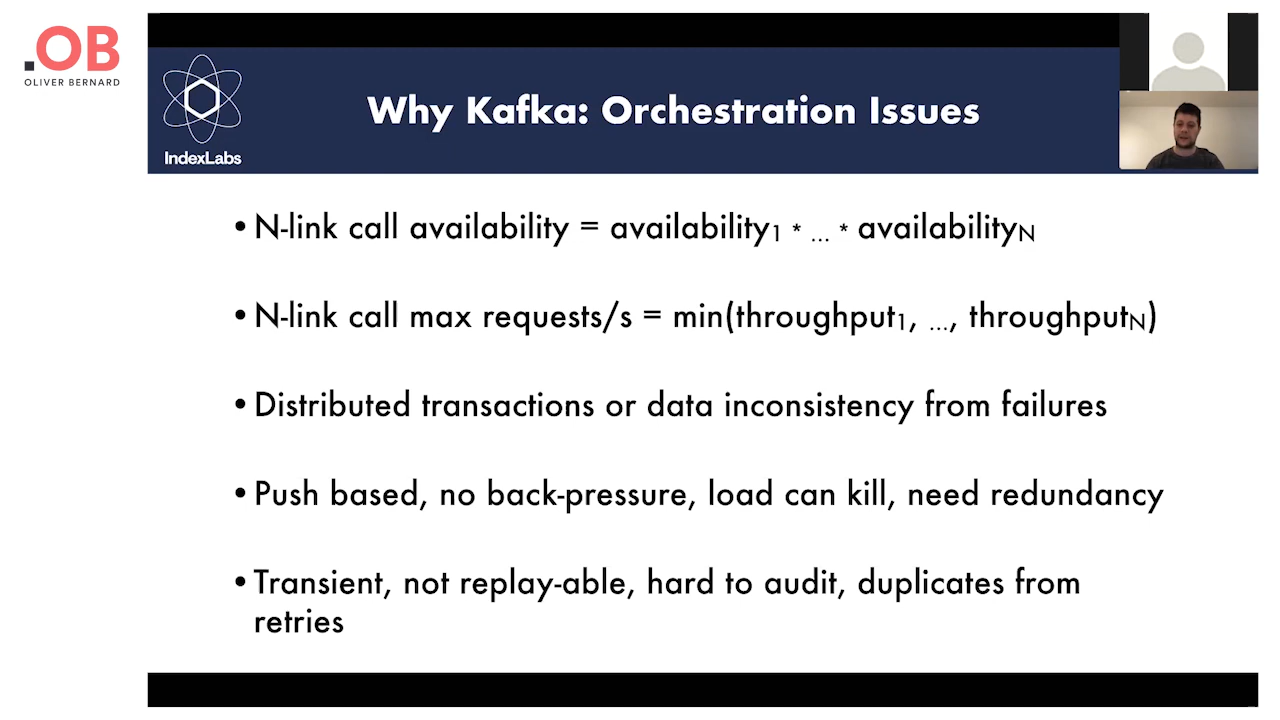 .OB
OLIVER BERNARD
IndexLabs
Why Kafka: Orchestration Issues
• N-link call availability = availability₁ * ... * availabilityN
• N-link call max requests/s = min(throughput₁, ..., throughputN)
• Distributed transactions or data inconsistency from failures
• Push based, no back-pressure, load can kill, need redundancy
• Transient, not replay-able, hard to audit, duplicates from
retries